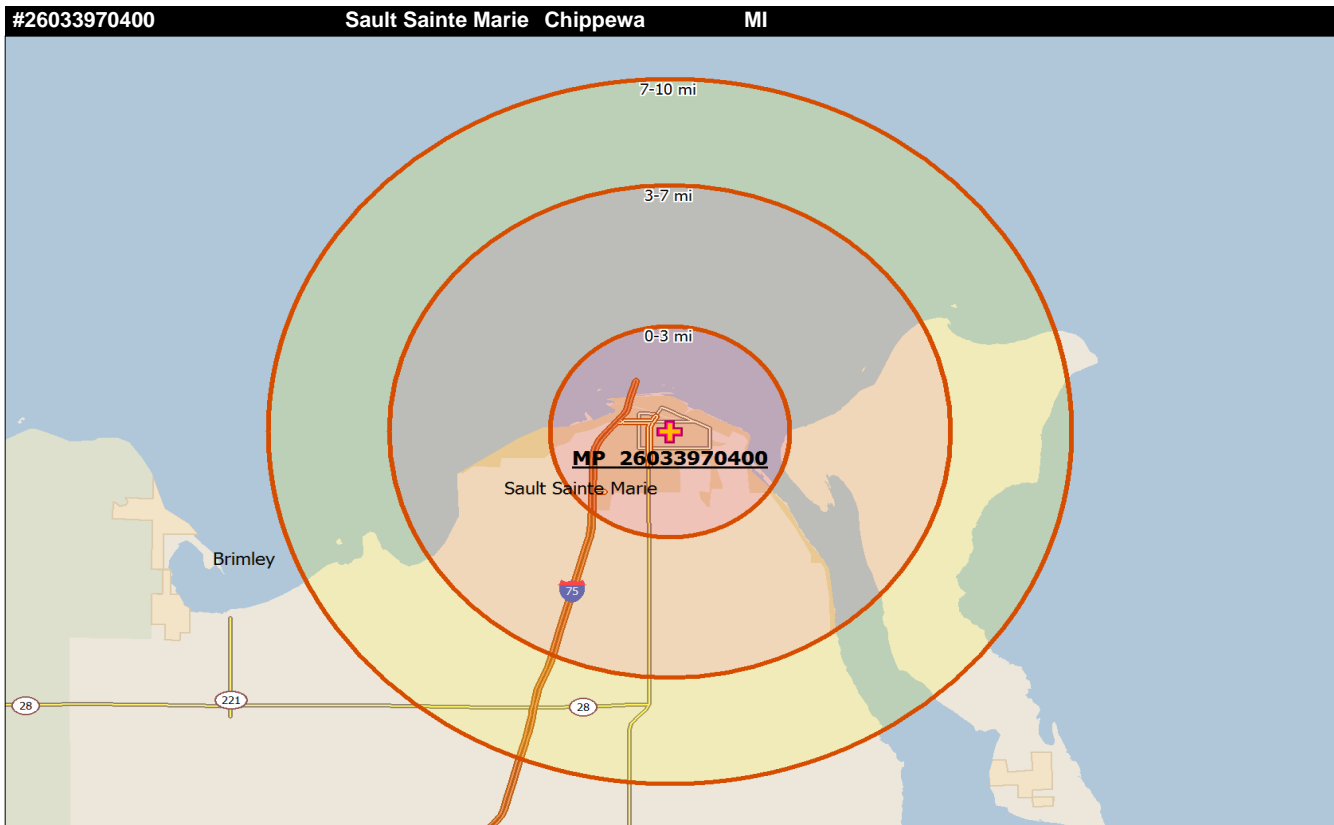 #26033970400 Sault Sainte Marie Chippewa MI
7-10 mi
3-7 mi
0-3 mi
MP 26033970400
Sault Sainte Marie
Brimley
75
221
28
28